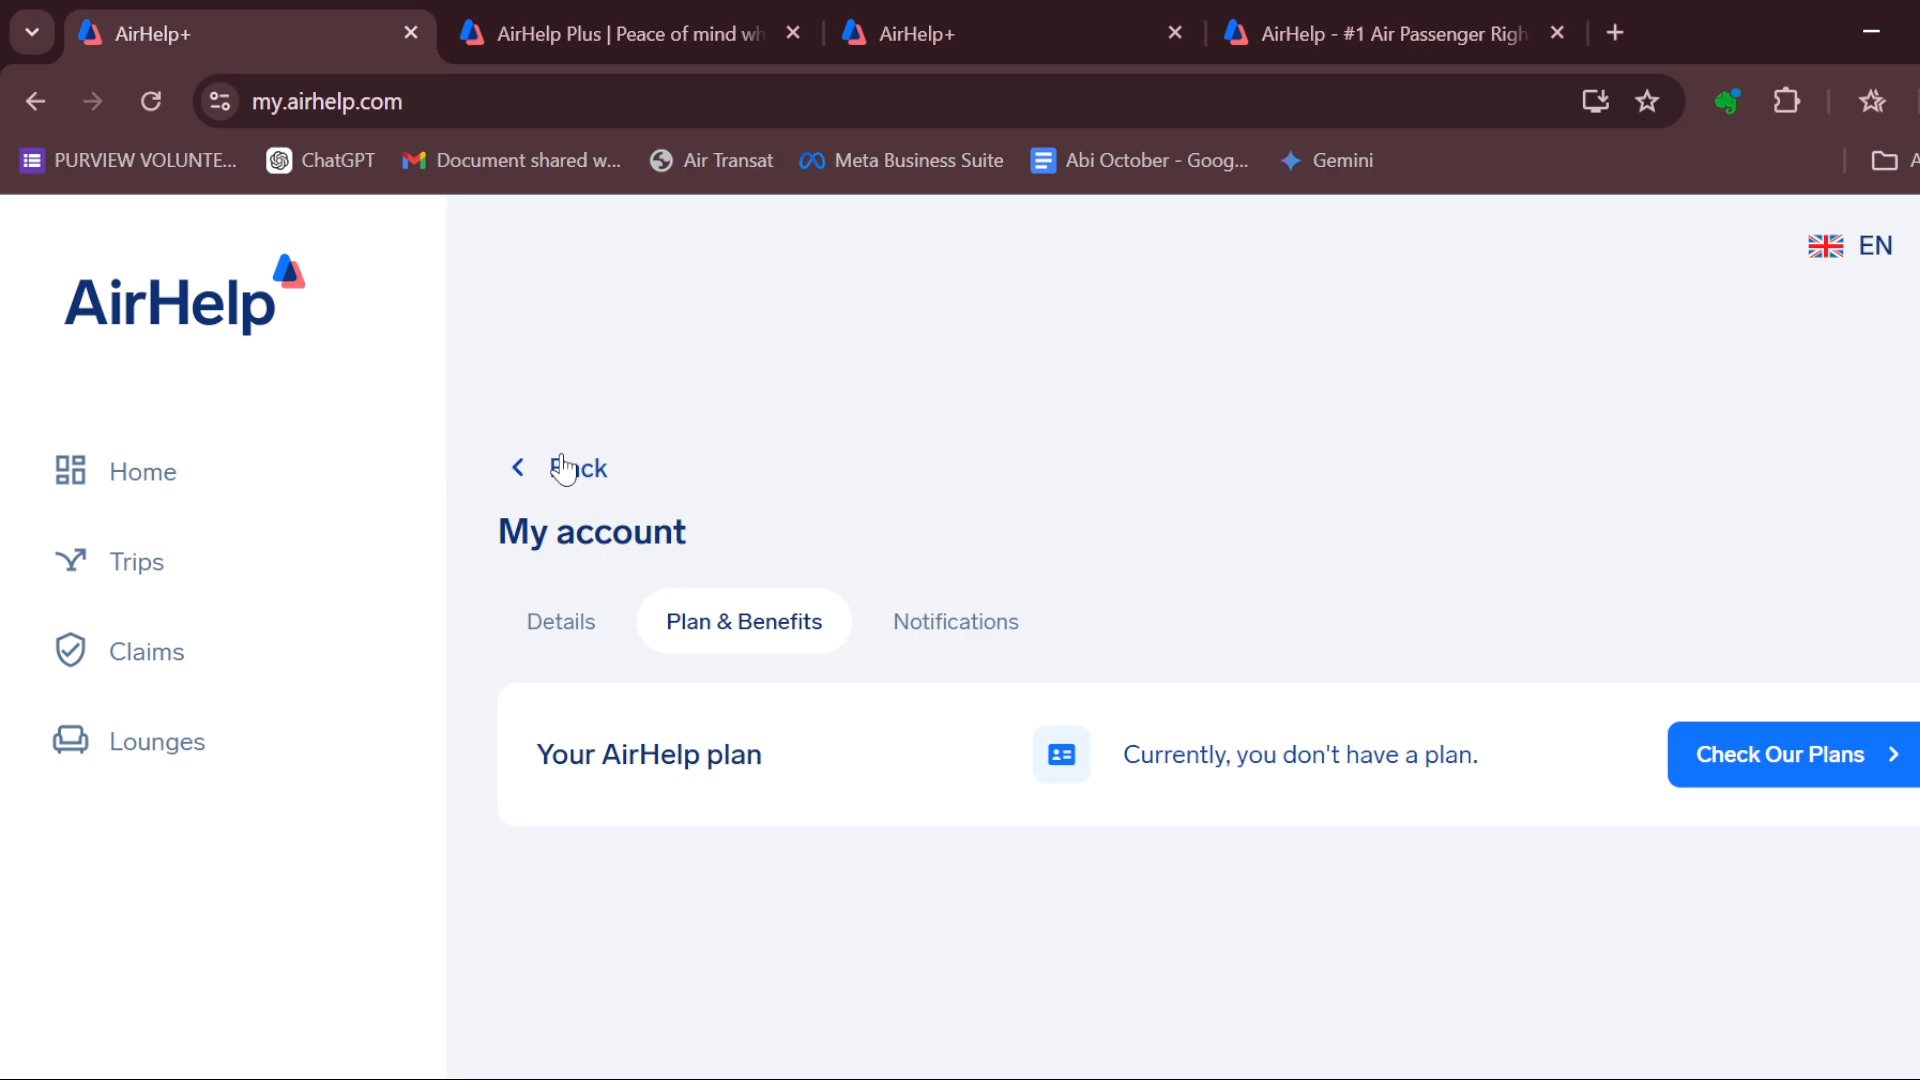 AirHelp+
AirHelp Plus | Peace of mind wh
AirHelp+
AirHelp - #1 Air Passenger Righ
my.airhelp.com
PURVIEW VOLUNTE...
ChatGPT
Document shared w...
Air Transat
Meta Business Suite
Abi October - Goog...
Gemini
A
AirHelp
EN
Home
Trips
Claims
Lounges
Back
My account
Details
Plan & Benefits
Notifications
Your AirHelp plan
Currently, you don't have a plan.
Check Our Plans